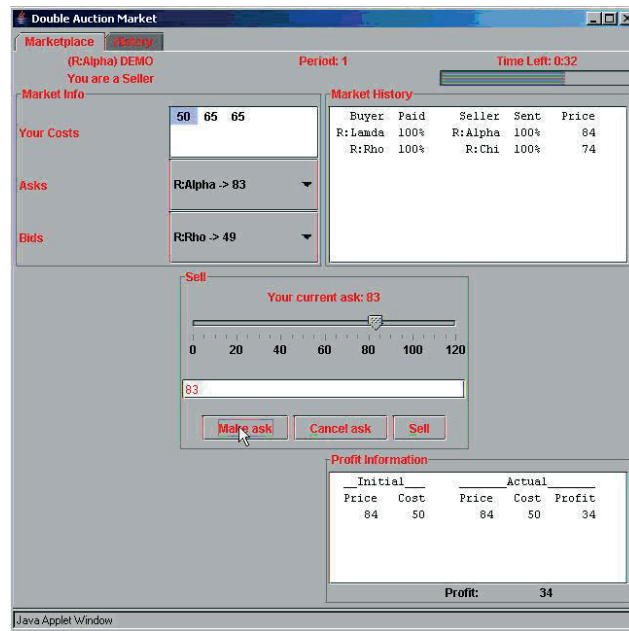 Double Auction Market
Marketplace History
(R:Alpha) DEMO Period: 1 Time Left: 0:32
You are a Seller
Market Info
Your Costs
50 65 65
Asks
R:Alpha -> 83
Bids
R:Rho -> 49
Market History
Buyer Paid Seller Sent Price
R:Lamda 100% R:Alpha 100% 84
R:Rho 100% R:Chi 100% 74
Sell
Your current ask: 83
0 20 40 60 80 100 120
83
Make ask Cancel ask Sell
Profit Information
__Initial___ ______Actual______
Price Cost Price Cost Profit
84 50 84 50 34
Profit: 34
Java Applet Window